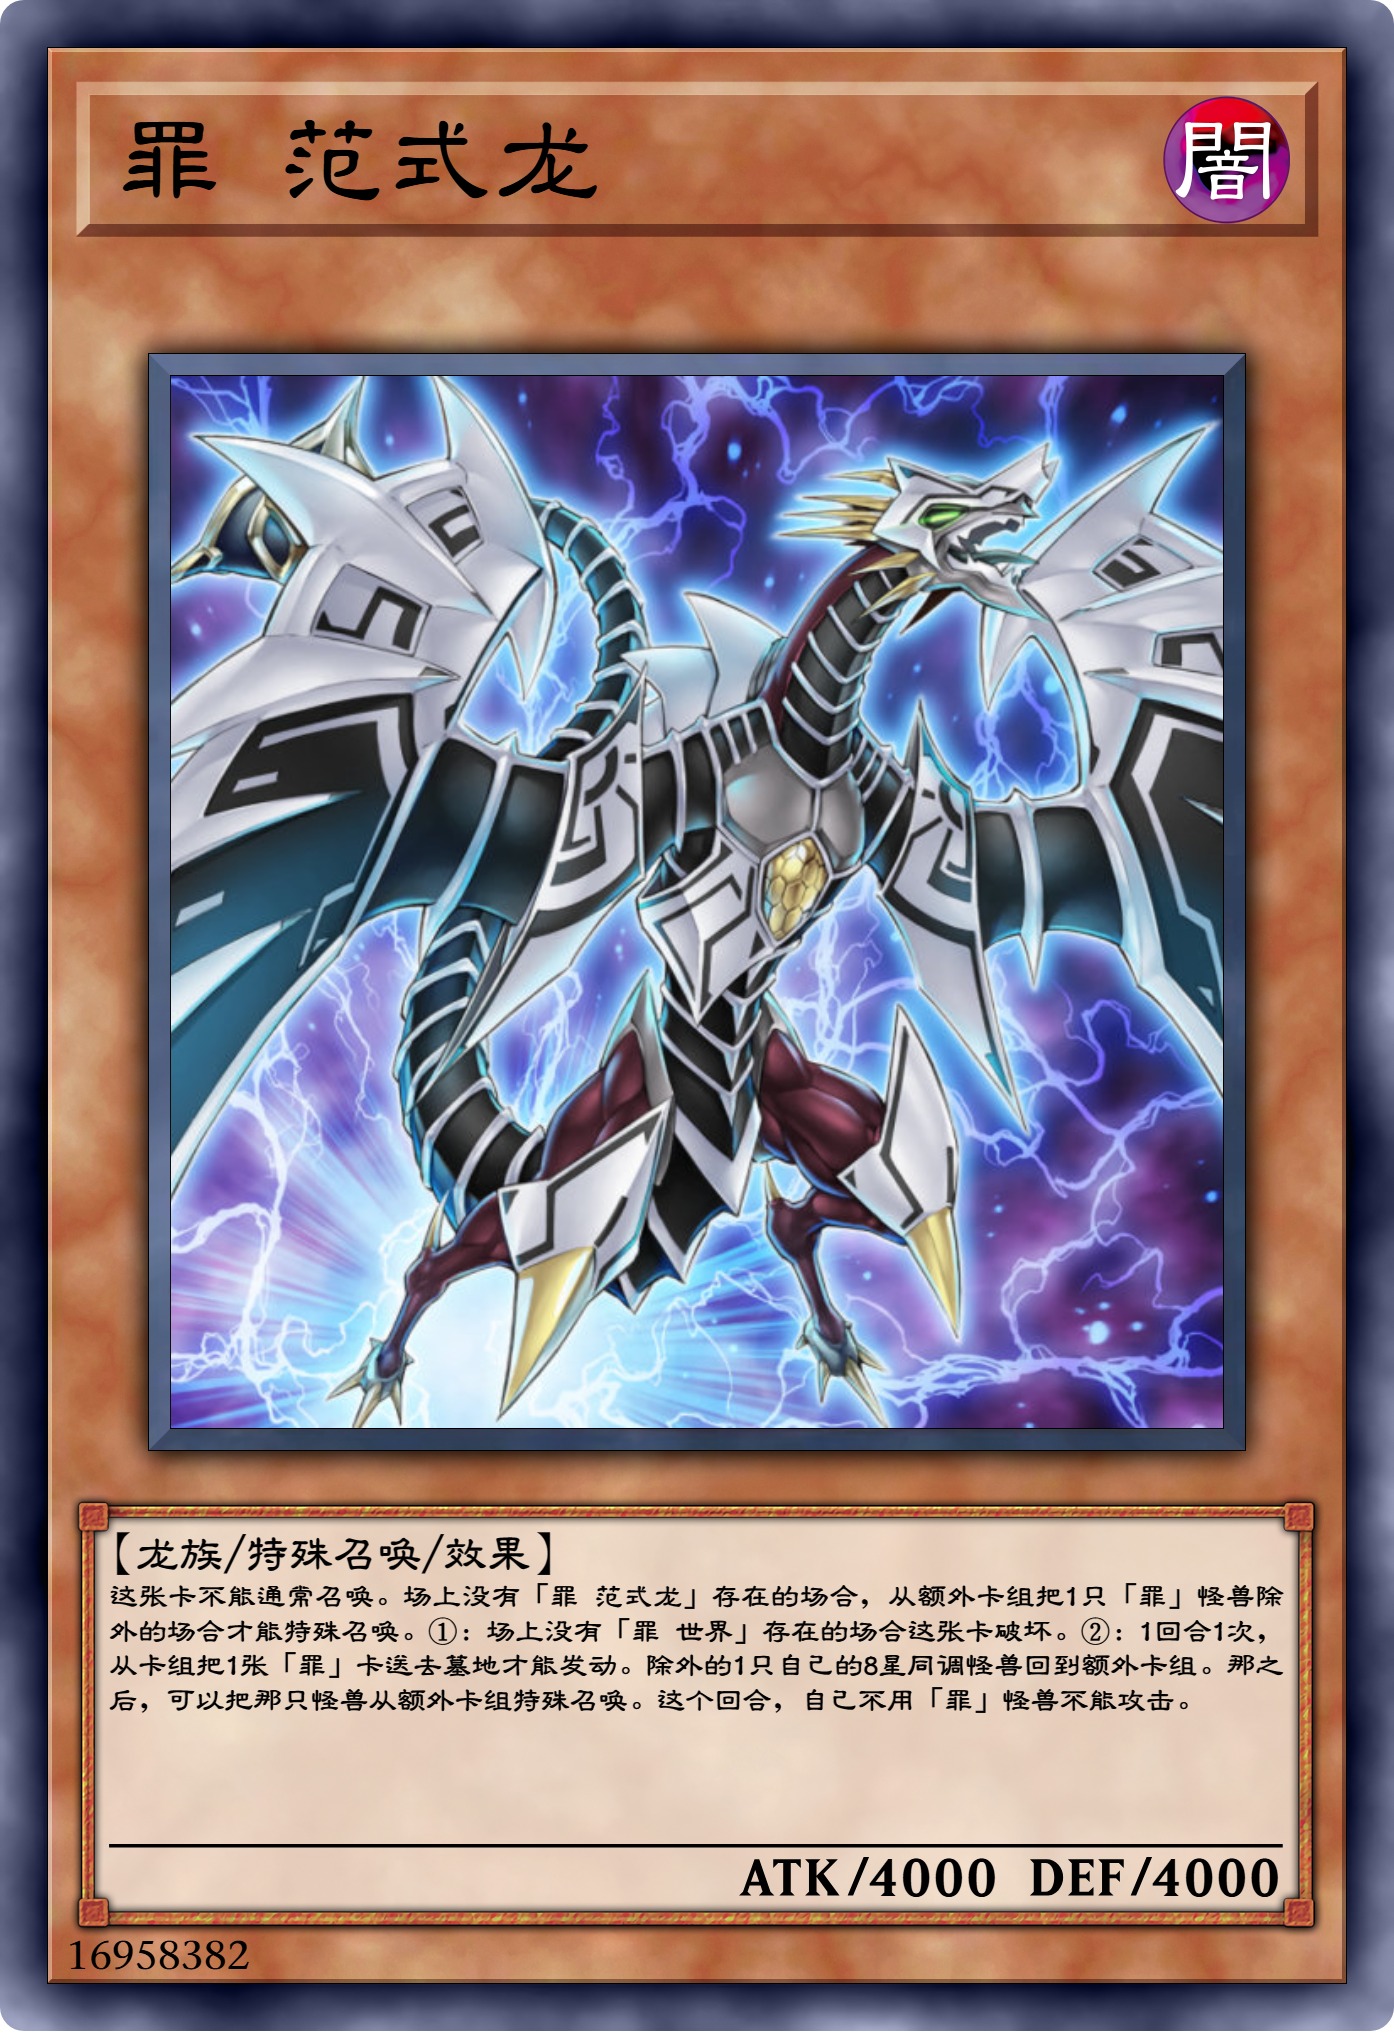 罪 范式龙
闇
【龙族/特殊召唤/效果】
这张卡不能通常召唤。场上没有「罪 范式龙」存在的场合，从额外卡组把1只「罪」怪兽除
外的场合才能特殊召唤。①：场上没有「罪 世界」存在的场合这张卡破坏。②：1回合1次，
从卡组把1张「罪」卡送去墓地才能发动。除外的1只自己的8星同调怪兽回到额外卡组。那之
后，可以把那只怪兽从额外卡组特殊召唤。这个回合，自己不用「罪」怪兽不能攻击。
ATK/4000 DEF/4000
16958382